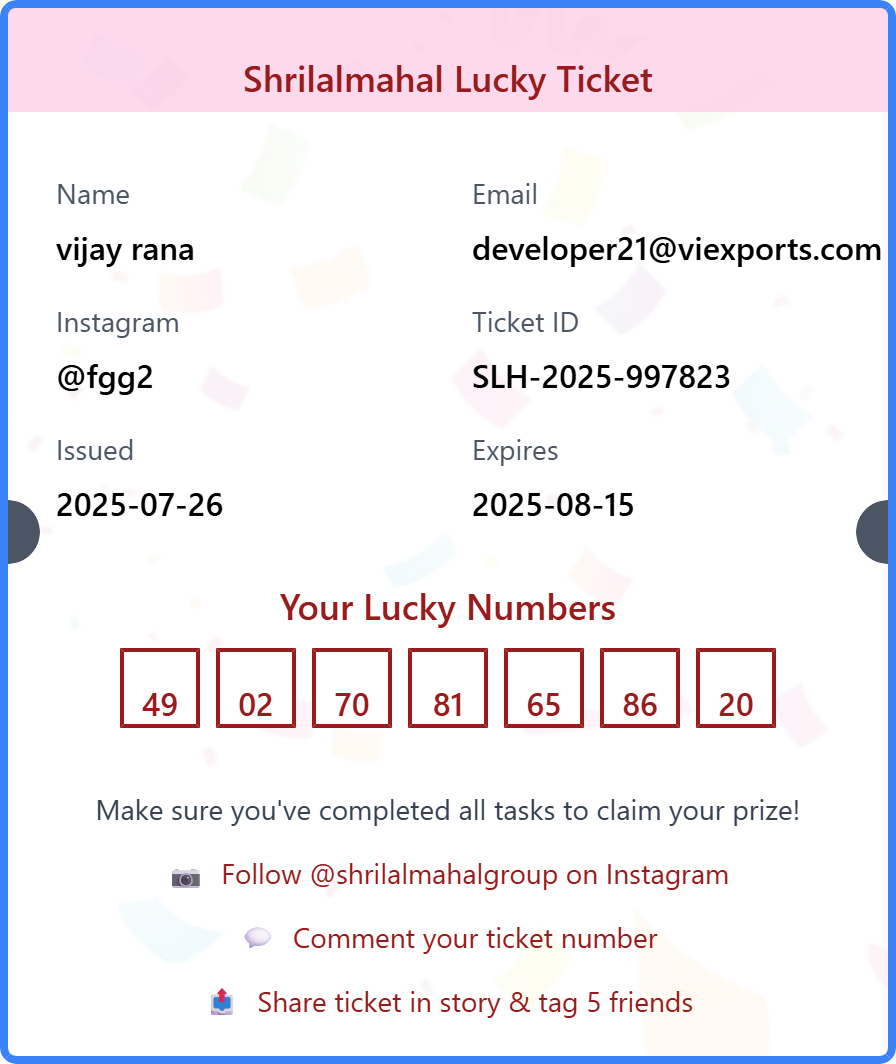 Shrilalmahal Lucky Ticket
Name
Email
vijay rana
developer21@viexports.com
Instagram
Ticket ID
@fgg2
SLH-2025-997823
Issued
Expires
2025-07-26
2025-08-15
Your Lucky Numbers
49 02 70 81 65 86 20
Make sure you've completed all tasks to claim your prize!
Follow @shrilalmahalgroup on Instagram
Comment your ticket number
Share ticket in story & tag 5 friends